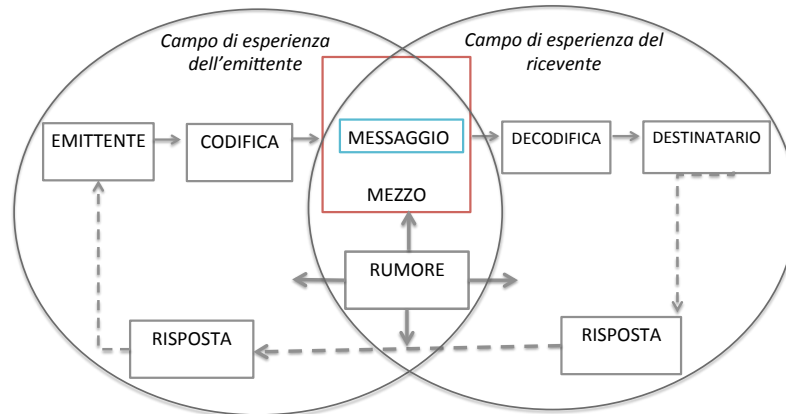 Campo di esperienza
dell'emittente
Campo di esperienza del
ricevente
EMITTENTE
CODIFICA
MESSAGGIO
DECODIFICA
DESTINATARIO
MEZZO
RUMORE
RISPOSTA
RISPOSTA